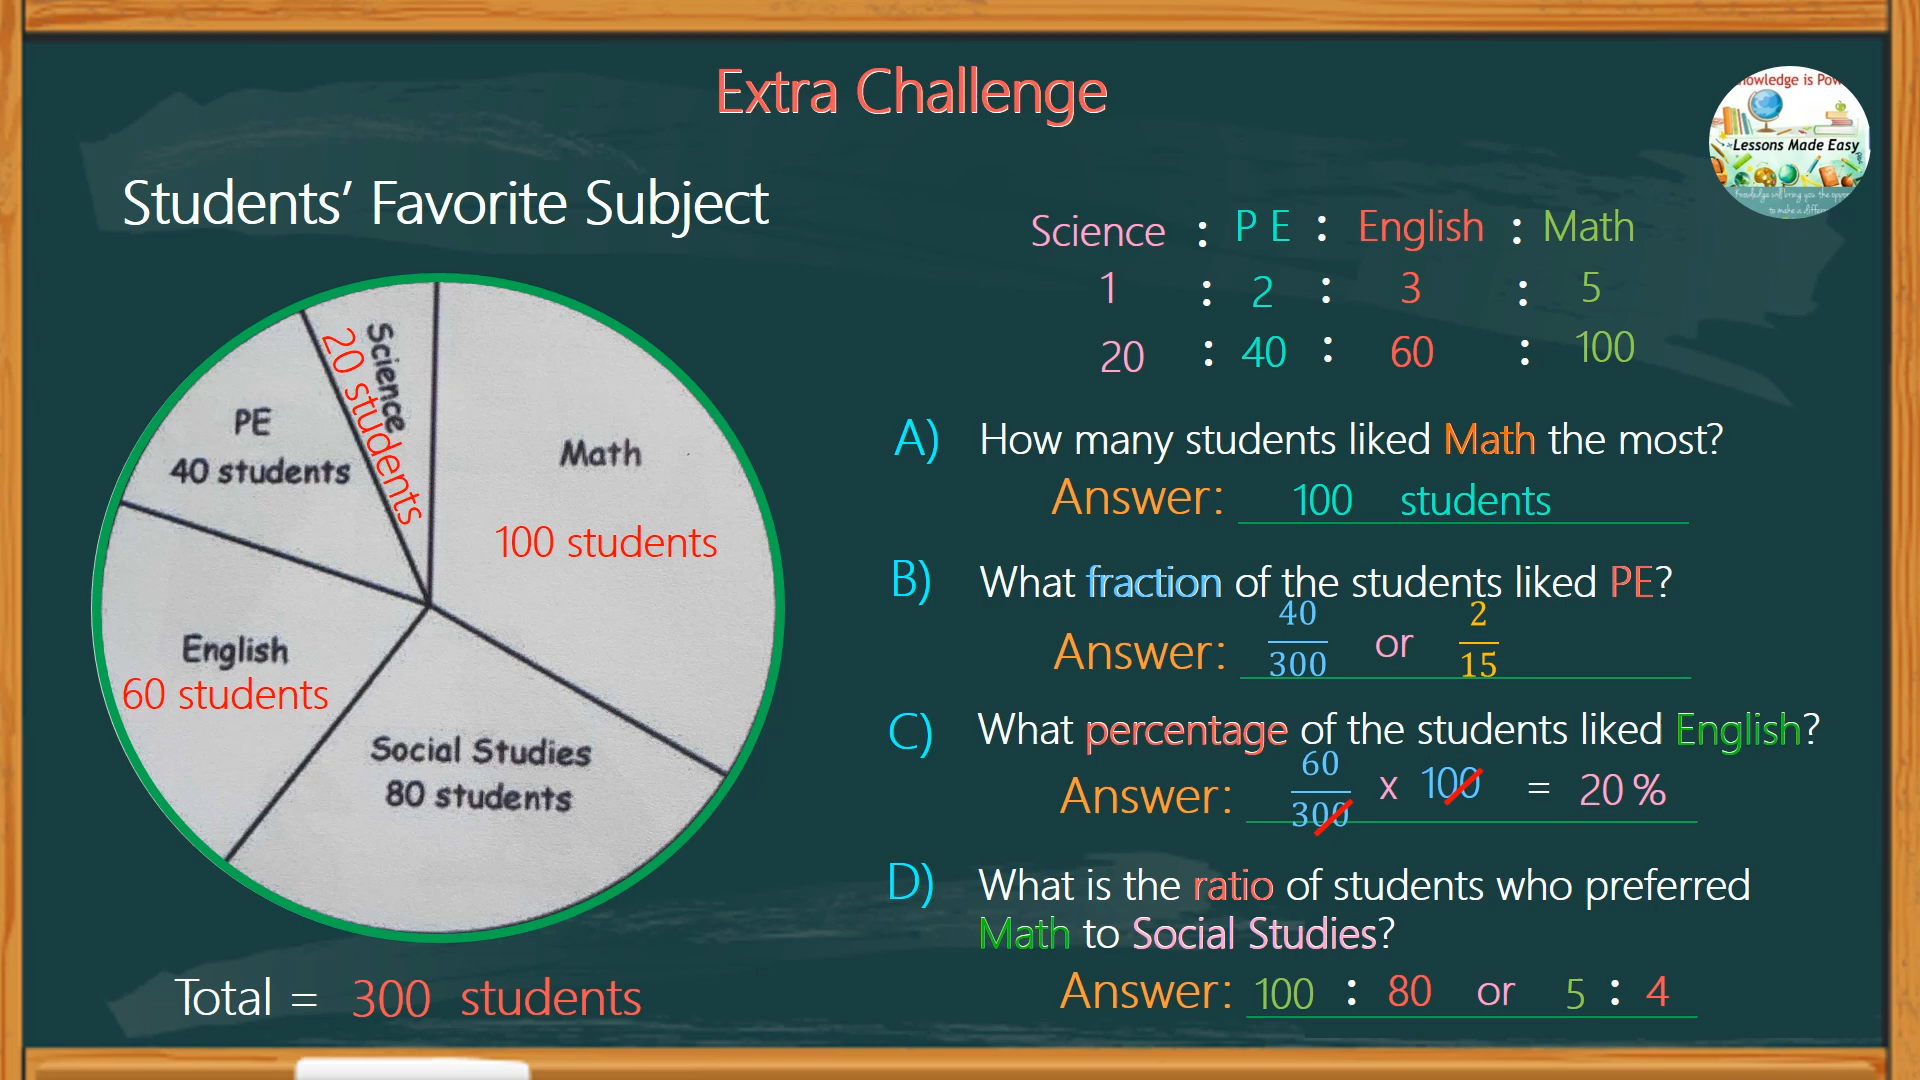 Extra Challenge
Knowledge is Pow
Lessons Made Easy
Students’ Favorite Subject
Science : P E : English : Math
1 : 2 : 3 : 5
20 : 40 : 60 : 100
Science
20 students
PE
40 students
Math
100 students
English
60 students
Social Studies
80 students
Total = 300 students
A) How many students liked Math the most?
Answer: 100 students
B) What fraction of the students liked PE?
Answer: 40/300 or 2/15
C) What percentage of the students liked English?
Answer: 60/300 x 100 = 20 %
D) What is the ratio of students who preferred
Math to Social Studies?
Answer: 100 : 80 or 5 : 4